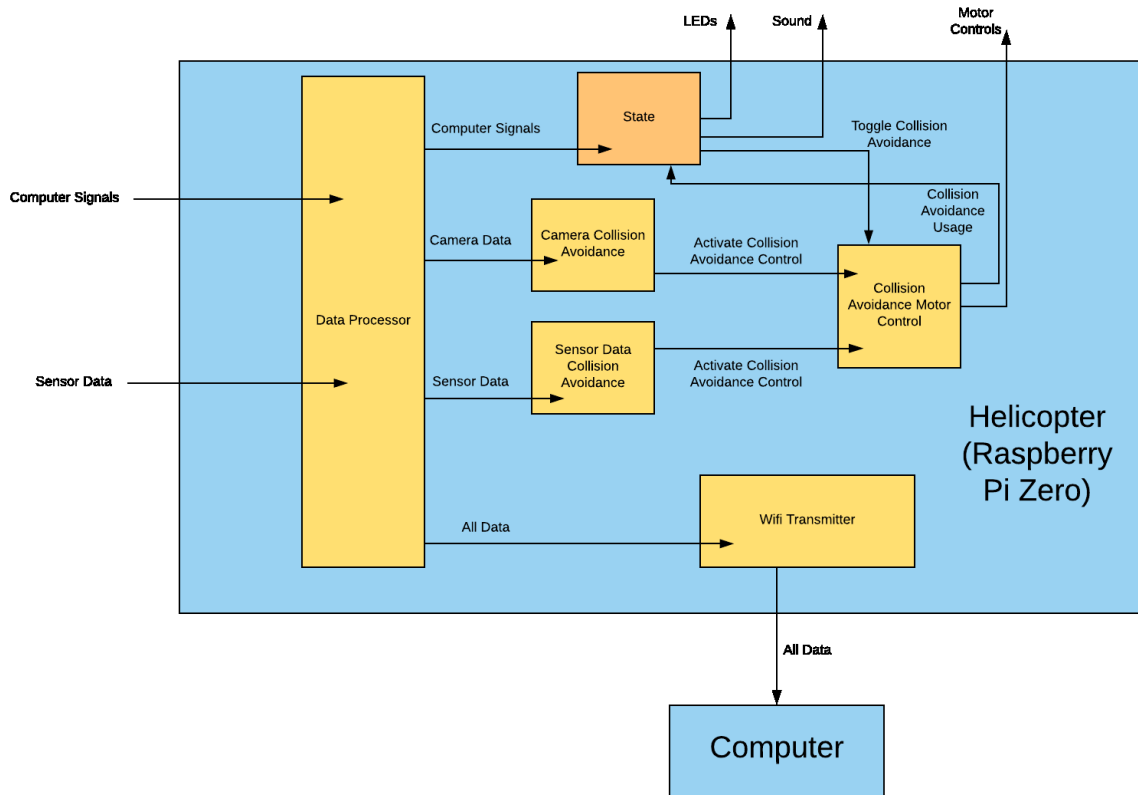 LEDs
Sound
Motor
Controls
State
Computer Signals
Toggle Collision
Avoidance
Computer Signals
Collision
Avoidance
Usage
Camera Data
Camera Collision
Avoidance
Activate Collision
Avoidance Control
Collision
Avoidance Motor
Control
Data Processor
Sensor Data
Sensor Data
Sensor Data
Collision
Avoidance
Activate Collision
Avoidance Control
Helicopter
(Raspberry
Pi Zero)
All Data
Wifi Transmitter
All Data
Computer